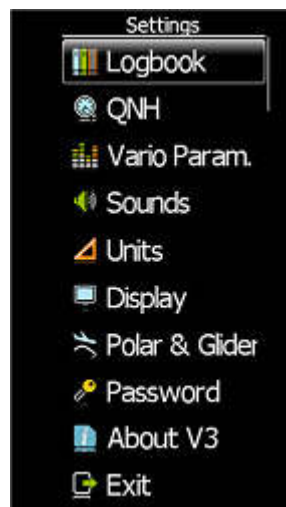 Settings
Logbook
QNH
Vario Param.
Sounds
Units
Display
Polar & Glider
Password
About V3
Exit